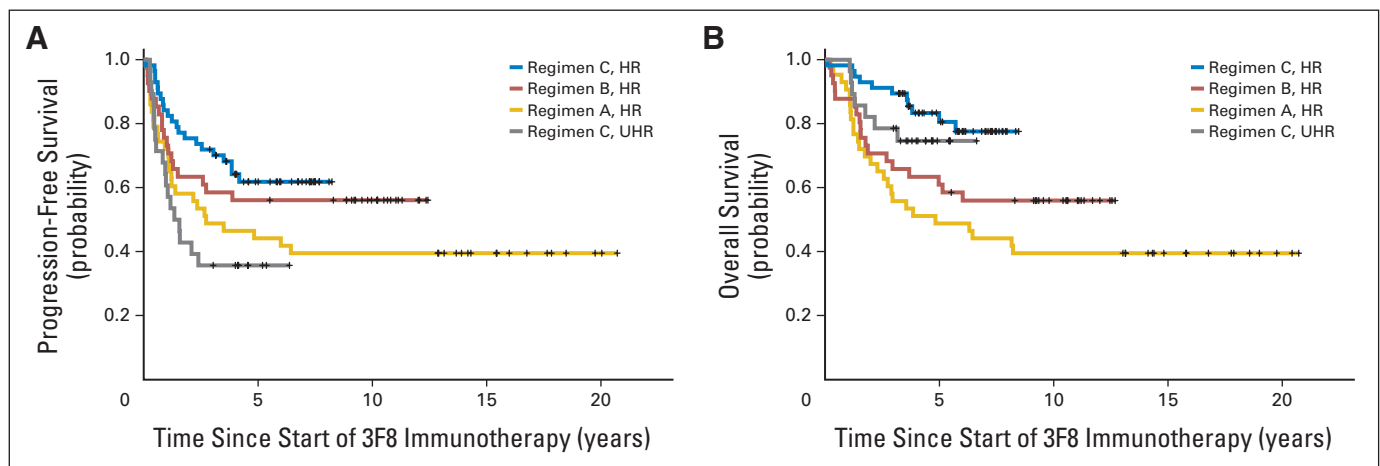 A
Progression-Free Survival
(probability)
1.0
0.8
0.6
0.4
0.2
0
5
10
15
20
Regimen C, HR
Regimen B, HR
Regimen A, HR
Regimen C, UHR
Time Since Start of 3F8 Immunotherapy (years)
B
Overall Survival
(probability)
1.0
0.8
0.6
0.4
0.2
0
5
10
15
20
Regimen C, HR
Regimen B, HR
Regimen A, HR
Regimen C, UHR
Time Since Start of 3F8 Immunotherapy (years)